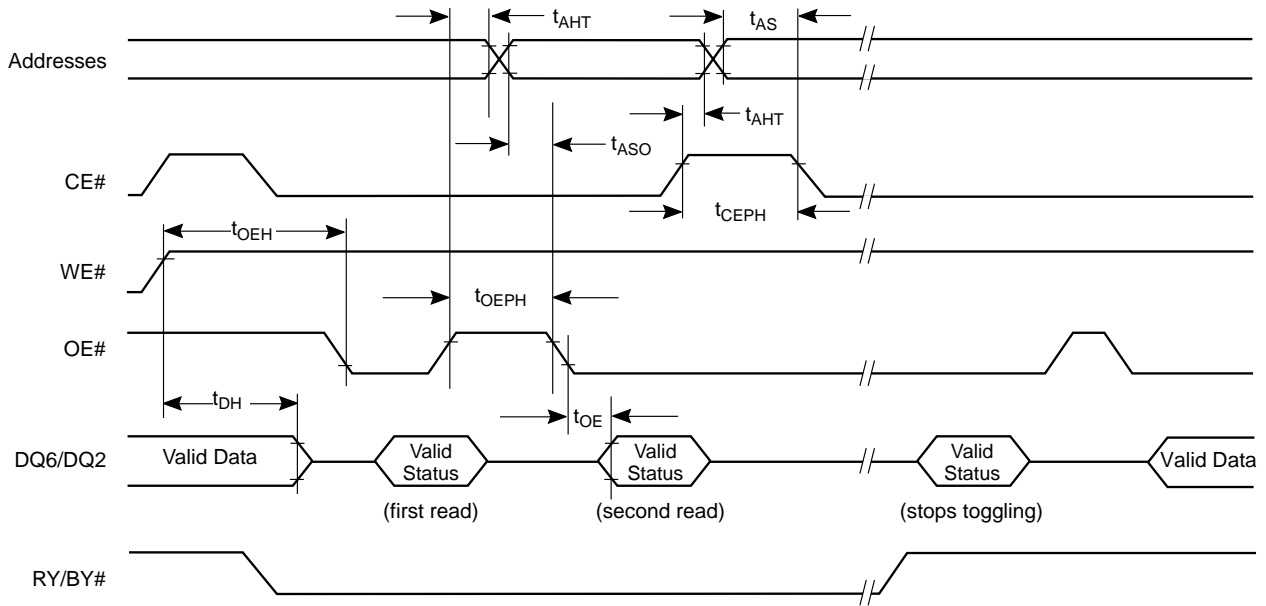 tAHT
tAS
Addresses
tAHT
tASO
CE#
tCEPH
tOEH
WE#
tOEPH
OE#
tDH
tOE
DQ6/DQ2
Valid Data
Valid
Status
Valid
Status
Valid
Status
Valid Data
(first read)
(second read)
(stops toggling)
RY/BY#